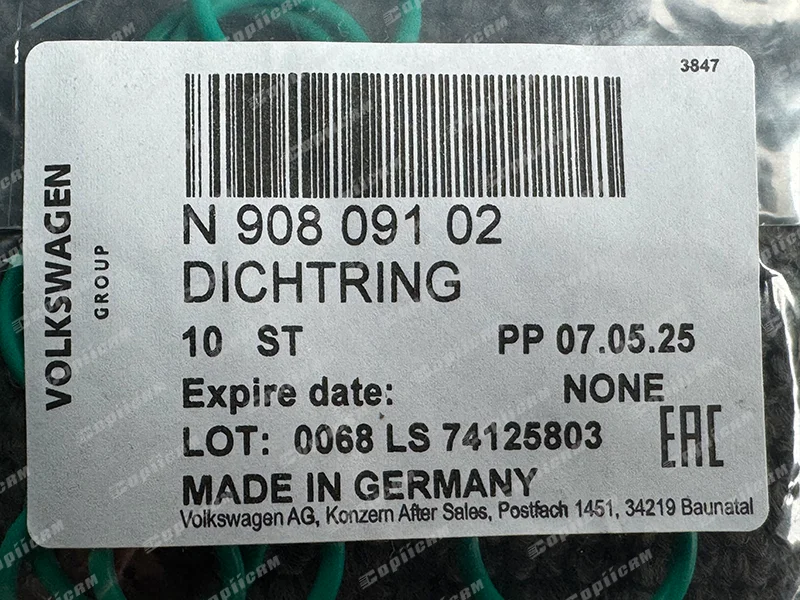 3847
VOLKSWAGEN
GROUP
N 908 091 02
DICHTRING
10 ST PP 07.05.25
Expire date: NONE
LOT: 0068 LS 74125803
EAC
MADE IN GERMANY
Volkswagen AG, Konzern After Sales, Postfach 1451, 34219 Baunatal
CopiiCRM